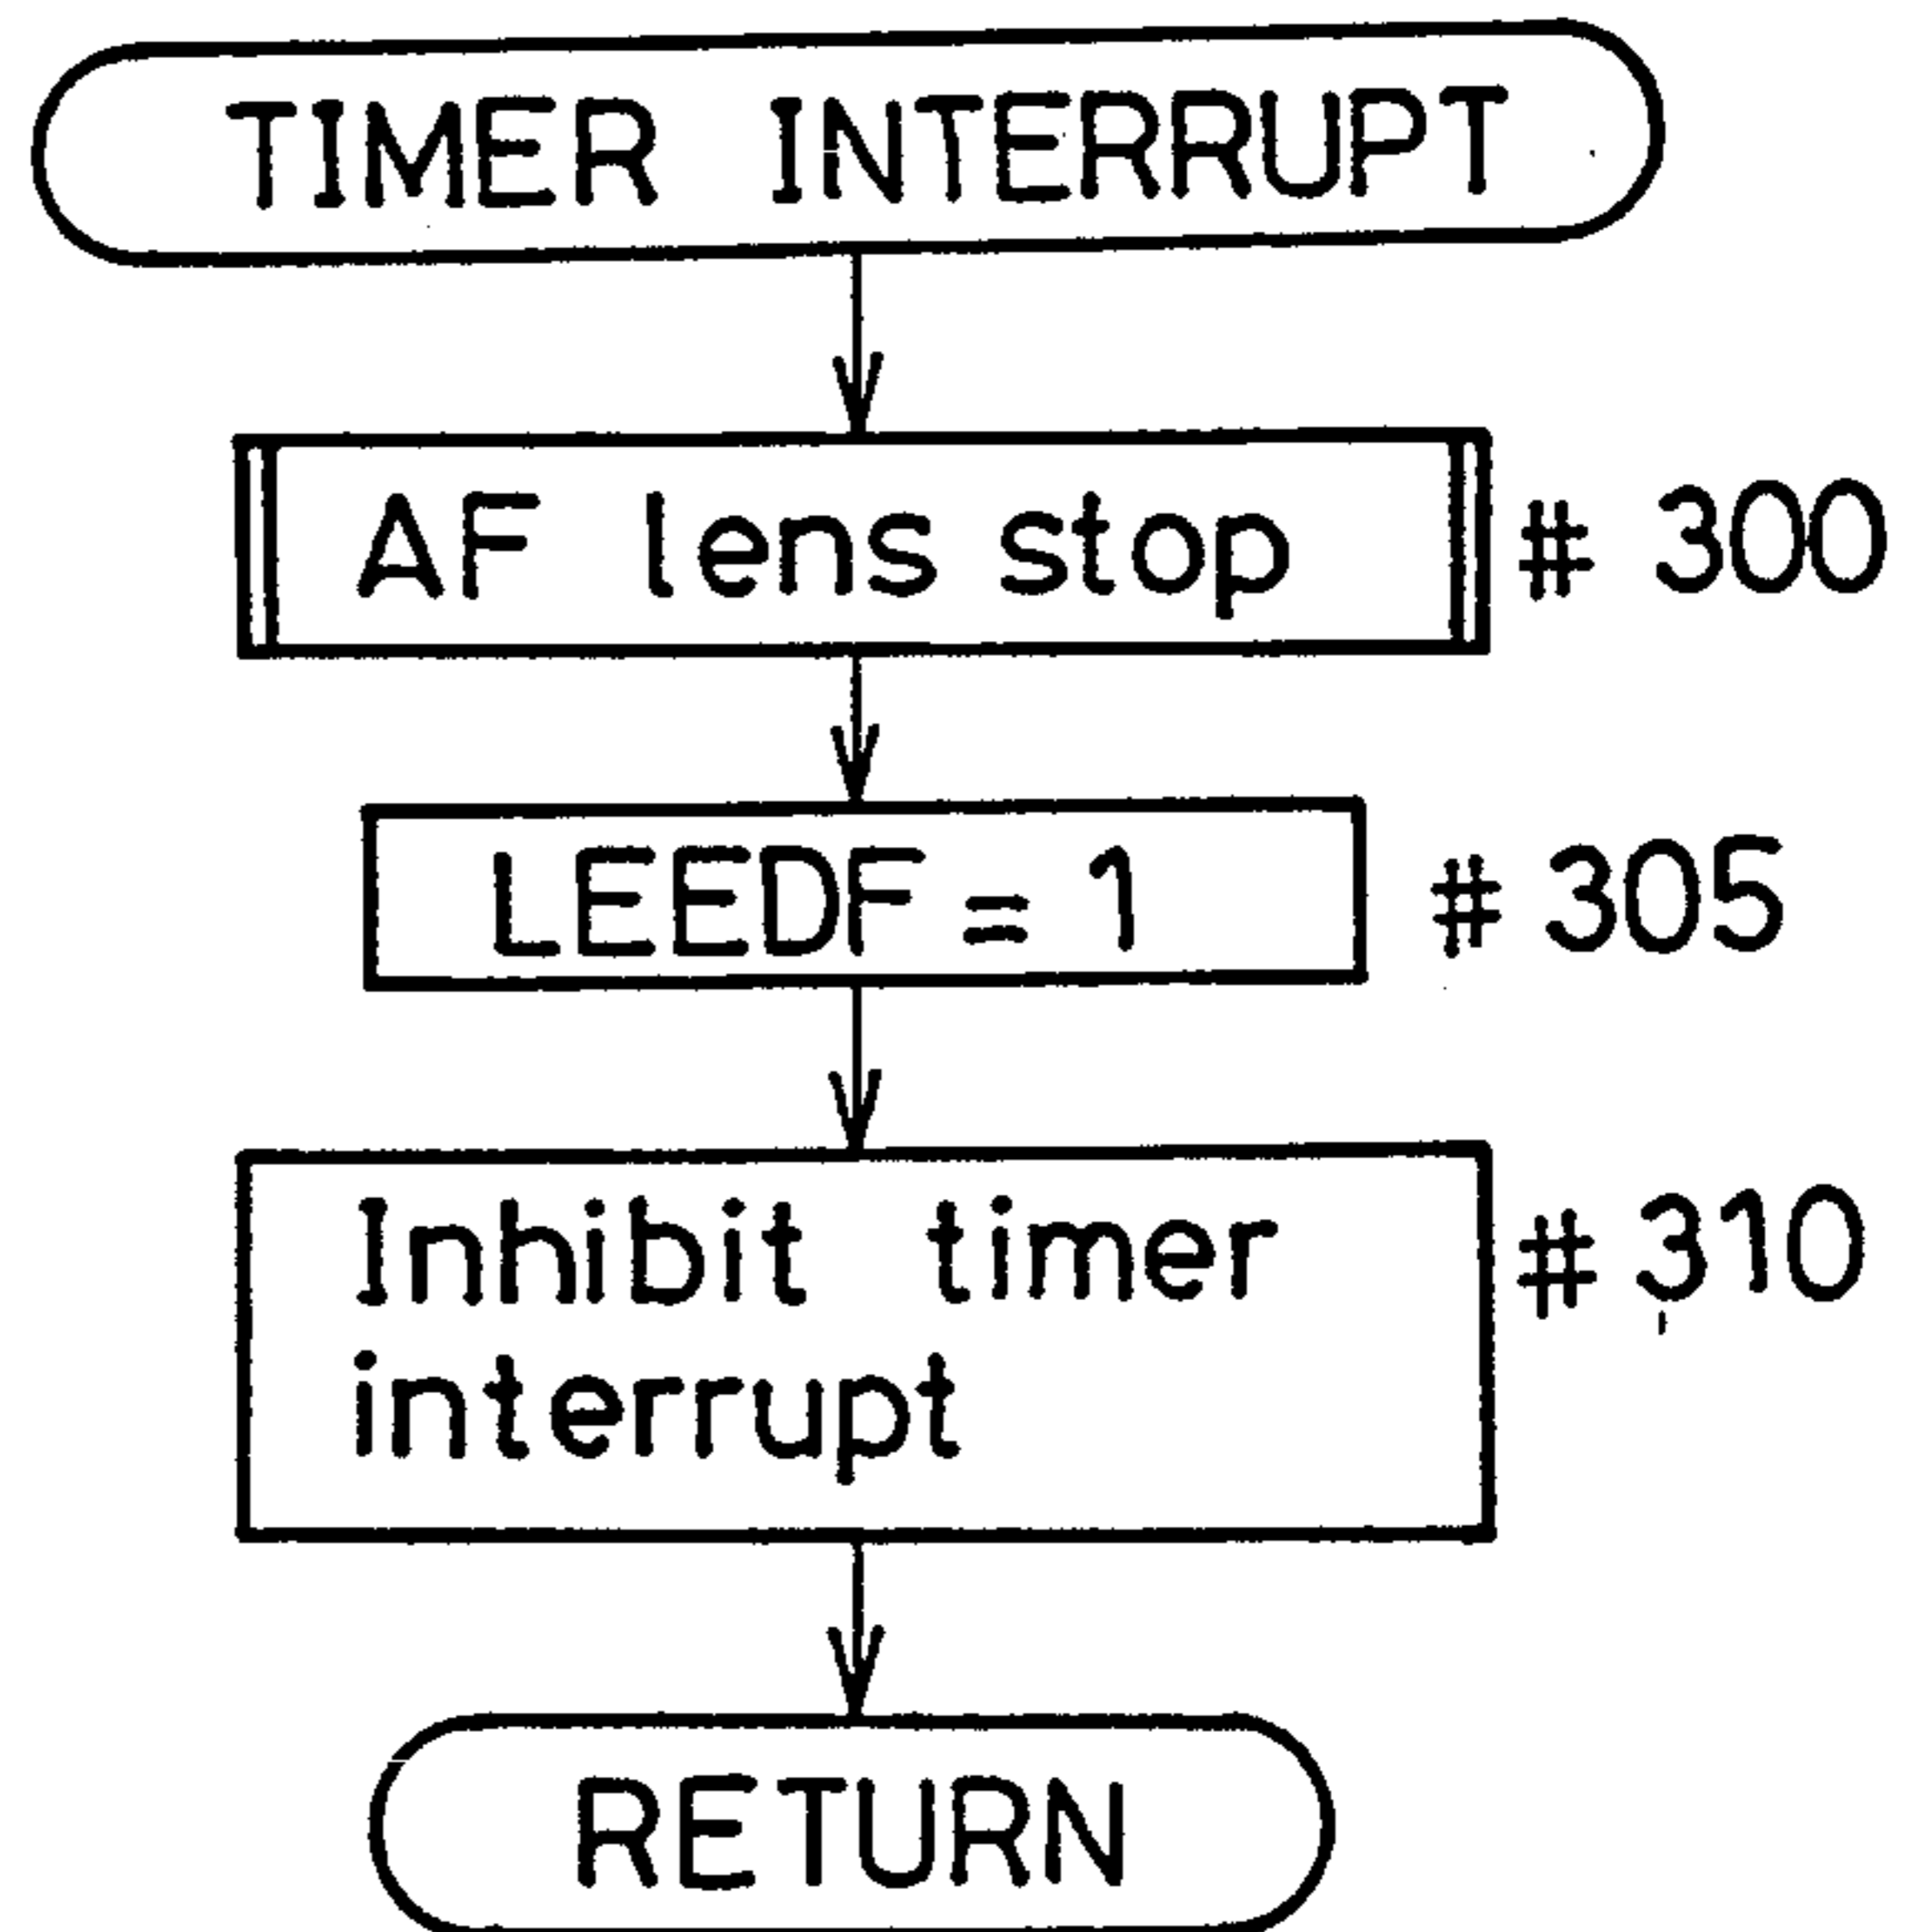 TIMER INTERRUPT
AF lens stop # 300
LEEDF = 1 # 305
Inhibit timer # 310
interrupt
RETURN